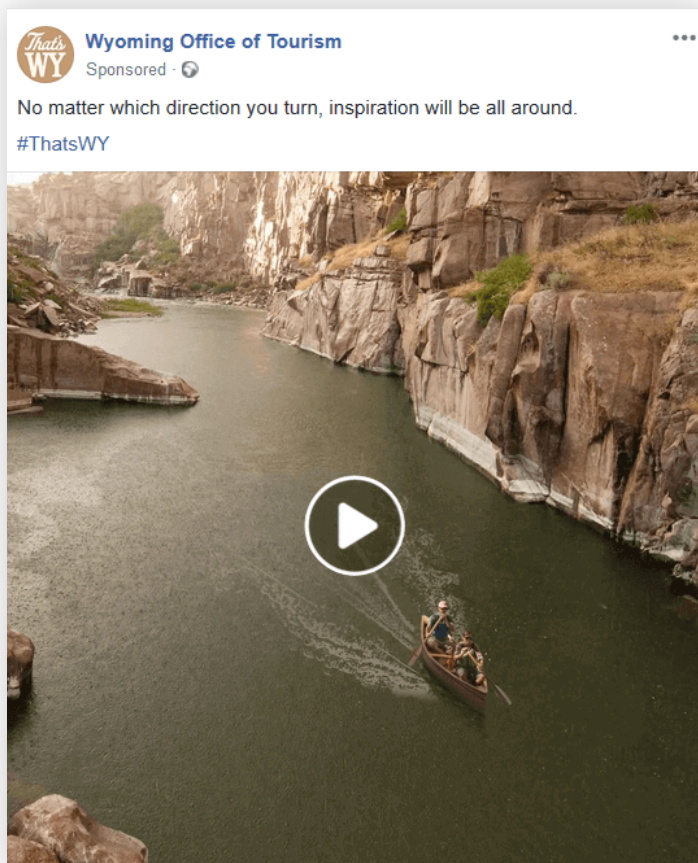 That's
WY
Wyoming Office of Tourism
Sponsored ·
No matter which direction you turn, inspiration will be all around.
#ThatsWY